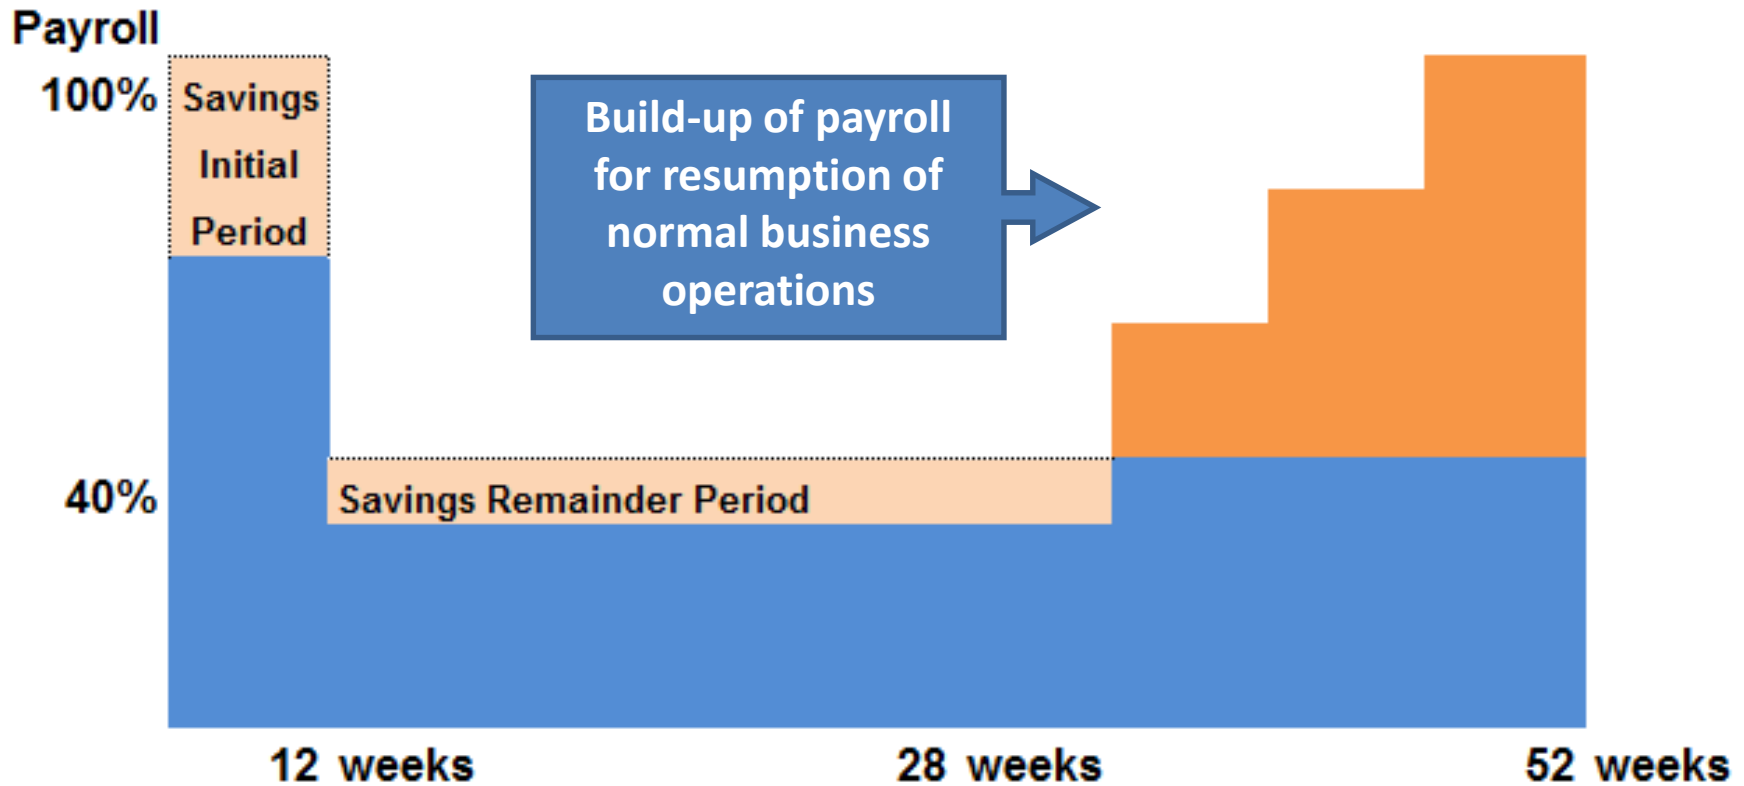 Payroll
100%
Savings
Initial
Period
Build-up of payroll
for resumption of
normal business
operations
40%
Savings Remainder Period
12 weeks
28 weeks
52 weeks